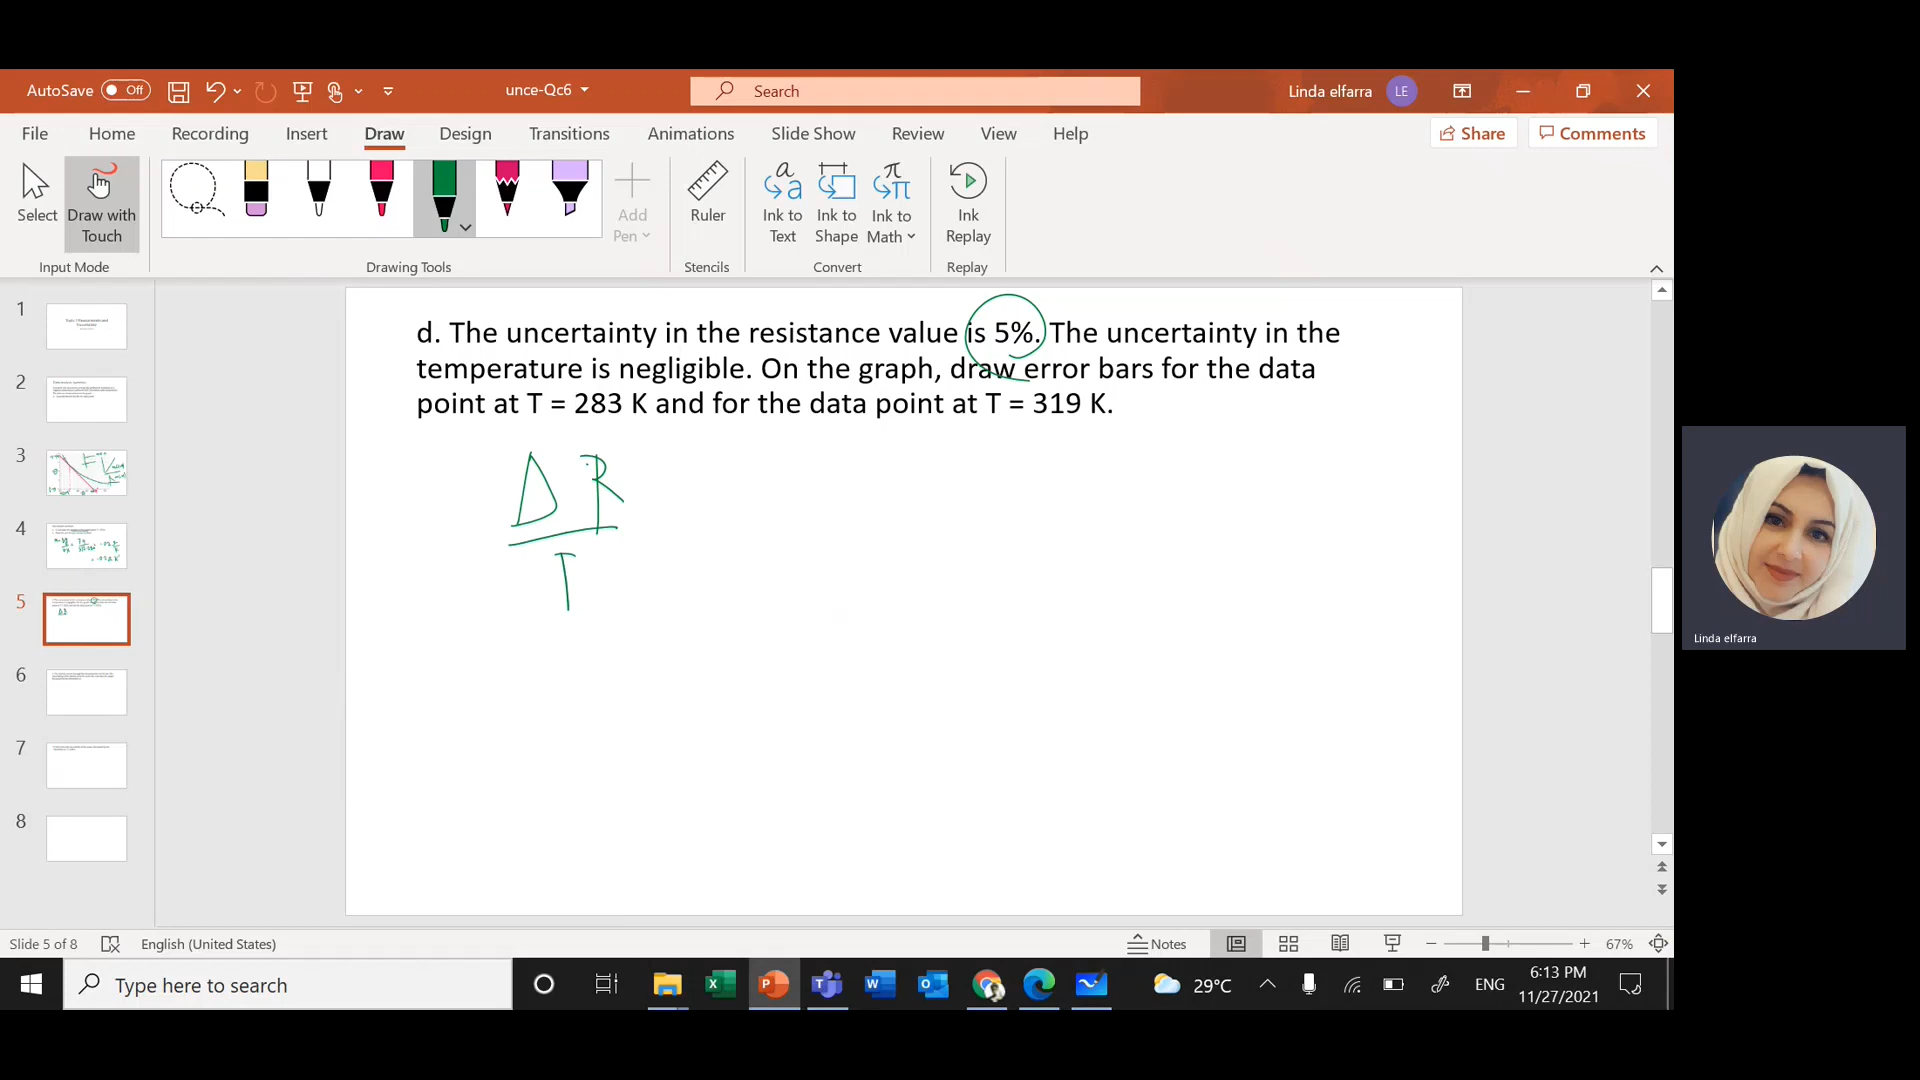 AutoSave Off
unce-Qc6
Search
Linda elfarra
LE
File Home Recording Insert Draw Design Transitions Animations Slide Show Review View Help
Share
Comments
Select
Draw with Touch
Add Pen
Ruler
Ink to Text
Ink to Shape
Ink to Math
Ink Replay
Input Mode
Drawing Tools
Stencils
Convert
Replay
1
2
3
4
5
6
7
8
d. The uncertainty in the resistance value is 5%. The uncertainty in the
temperature is negligible. On the graph, draw error bars for the data
point at T = 283 K and for the data point at T = 319 K.
Δ R
T
Linda elfarra
Slide 5 of 8
English (United States)
Notes
67%
Type here to search
29°C
ENG
6:13 PM
11/27/2021